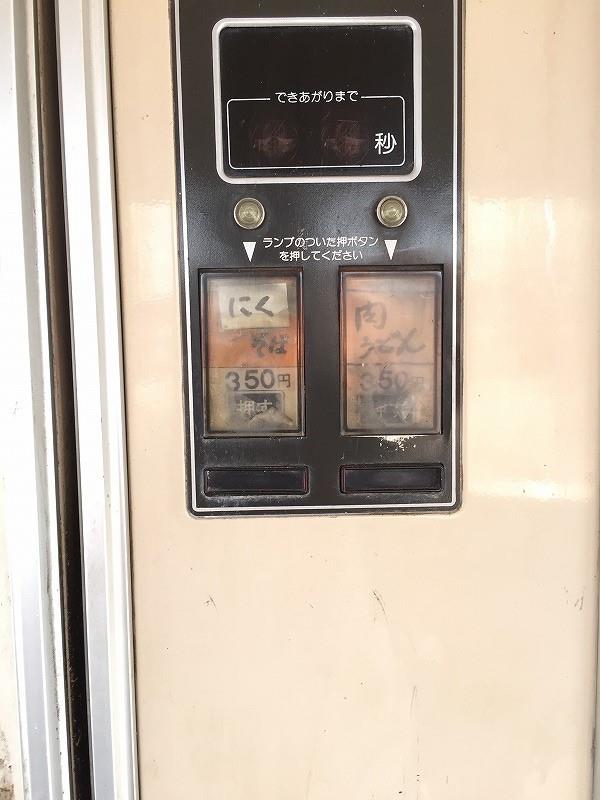 できあがりまで
秒
ランプのついた押ボタン
を押してください
にく
そば
350円
押す
肉
うどん
350円